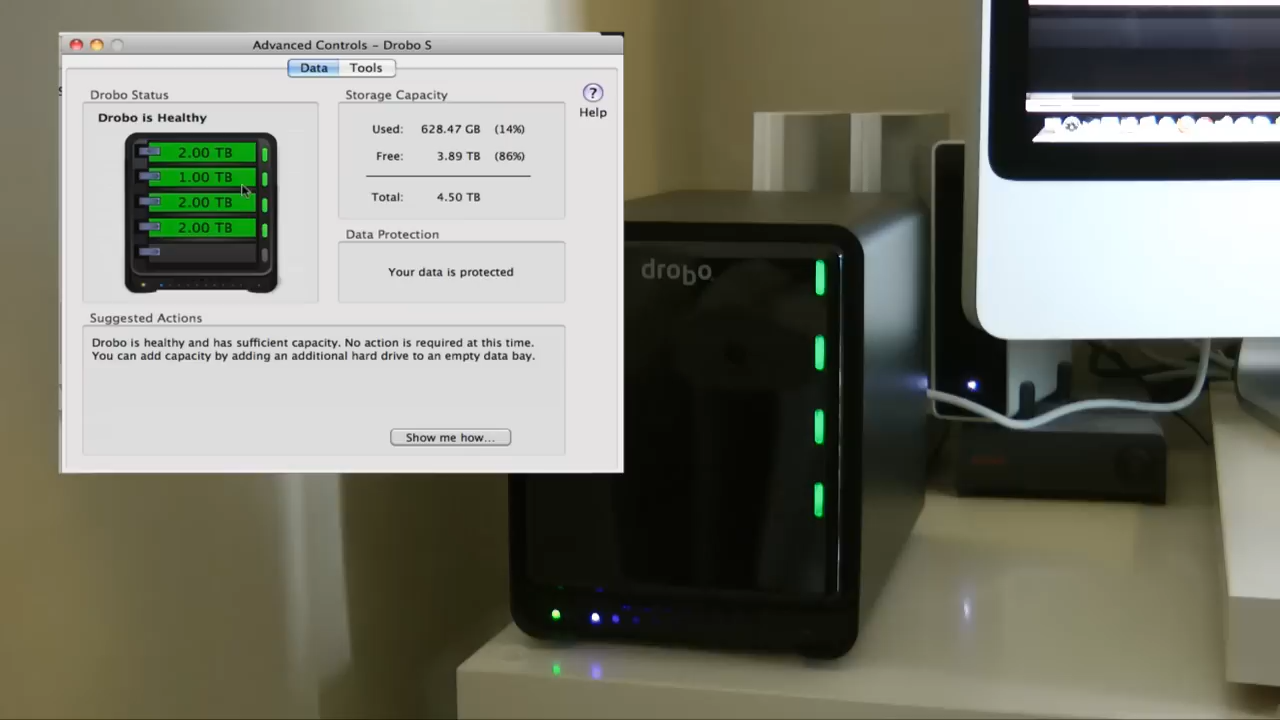 Advanced Controls – Drobo S
Data Tools
Drobo Status
Drobo is Healthy
2.00 TB
1.00 TB
2.00 TB
2.00 TB
Storage Capacity
Used: 628.47 GB (14%)
Free: 3.89 TB (86%)
Total: 4.50 TB
?
Help
Data Protection
Your data is protected
Suggested Actions
Drobo is healthy and has sufficient capacity. No action is required at this time.
You can add capacity by adding an additional hard drive to an empty data bay.
Show me how...
drobo